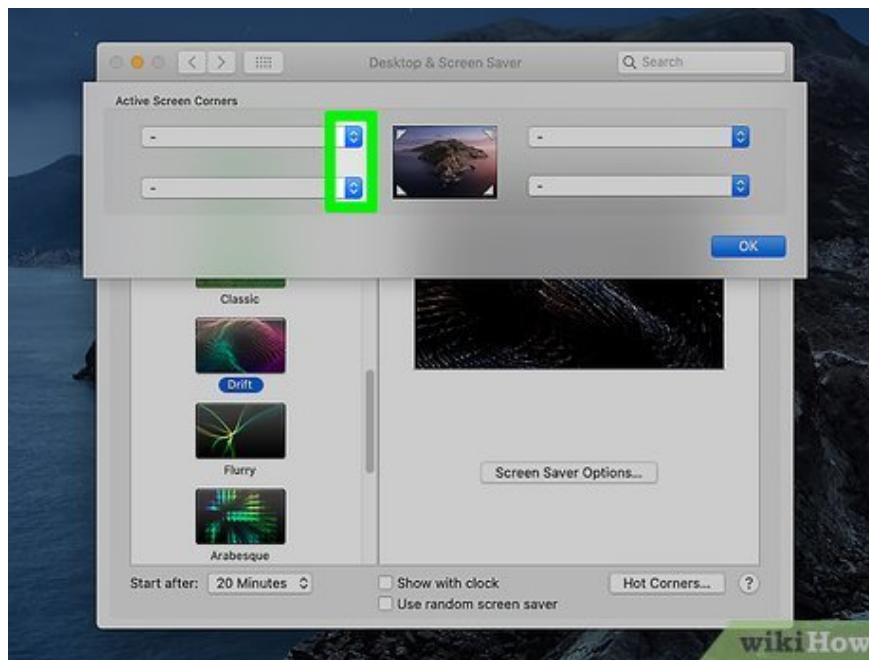 Desktop & Screen Saver
Search
Active Screen Corners
- -
- -
OK
Classic
Drift
Flurry
Screen Saver Options...
Arabesque
Start after: 20 Minutes
Show with clock
Hot Corners... ?
Use random screen saver
wikiHow